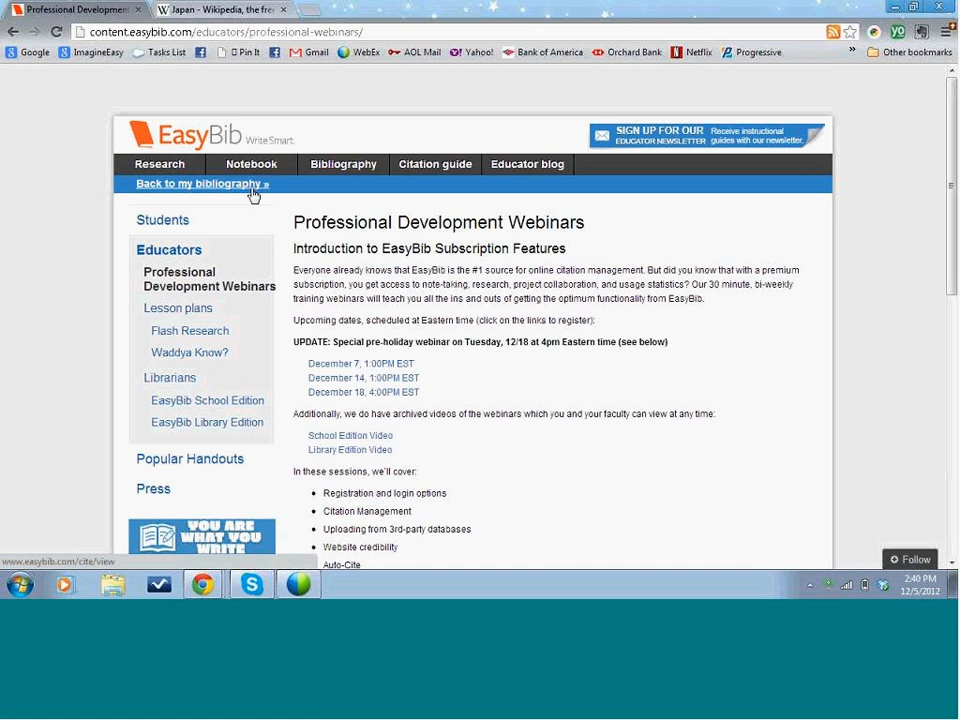 Professional Development
Japan - Wikipedia, the fre
content.easybib.com/educators/professional-webinars/
Google
ImagineEasy
Tasks List
Pin It
Gmail
WebEx
AOL Mail
Yahoo!
Bank of America
Orchard Bank
Netflix
Progressive
»
Other bookmarks
EasyBib Write Smart.
SIGN UP FOR OUR
EDUCATOR NEWSLETTER
Receive instructional
guides with our newsletter.
Research
Notebook
Bibliography
Citation guide
Educator blog
Back to my bibliography »
Students
Educators
Professional
Development Webinars
Lesson plans
Flash Research
Waddya Know?
Librarians
EasyBib School Edition
EasyBib Library Edition
Popular Handouts
Press
YOU ARE
WHAT YOU
WRITE
Professional Development Webinars
Introduction to EasyBib Subscription Features
Everyone already knows that EasyBib is the #1 source for online citation management. But did you know that with a premium
subscription, you get access to note-taking, research, project collaboration, and usage statistics? Our 30 minute, bi-weekly
training webinars will teach you all the ins and outs of getting the optimum functionality from EasyBib.
Upcoming dates, scheduled at Eastern time (click on the links to register):
UPDATE: Special pre-holiday webinar on Tuesday, 12/18 at 4pm Eastern time (see below)
December 7, 1:00PM EST
December 14, 1:00PM EST
December 18, 4:00PM EST
Additionally, we do have archived videos of the webinars which you and your faculty can view at any time:
School Edition Video
Library Edition Video
In these sessions, we'll cover:
• Registration and login options
• Citation Management
• Uploading from 3rd-party databases
• Website credibility
Auto-Cite
www.easybib.com/cite/view
Follow
2:40 PM
12/5/2012